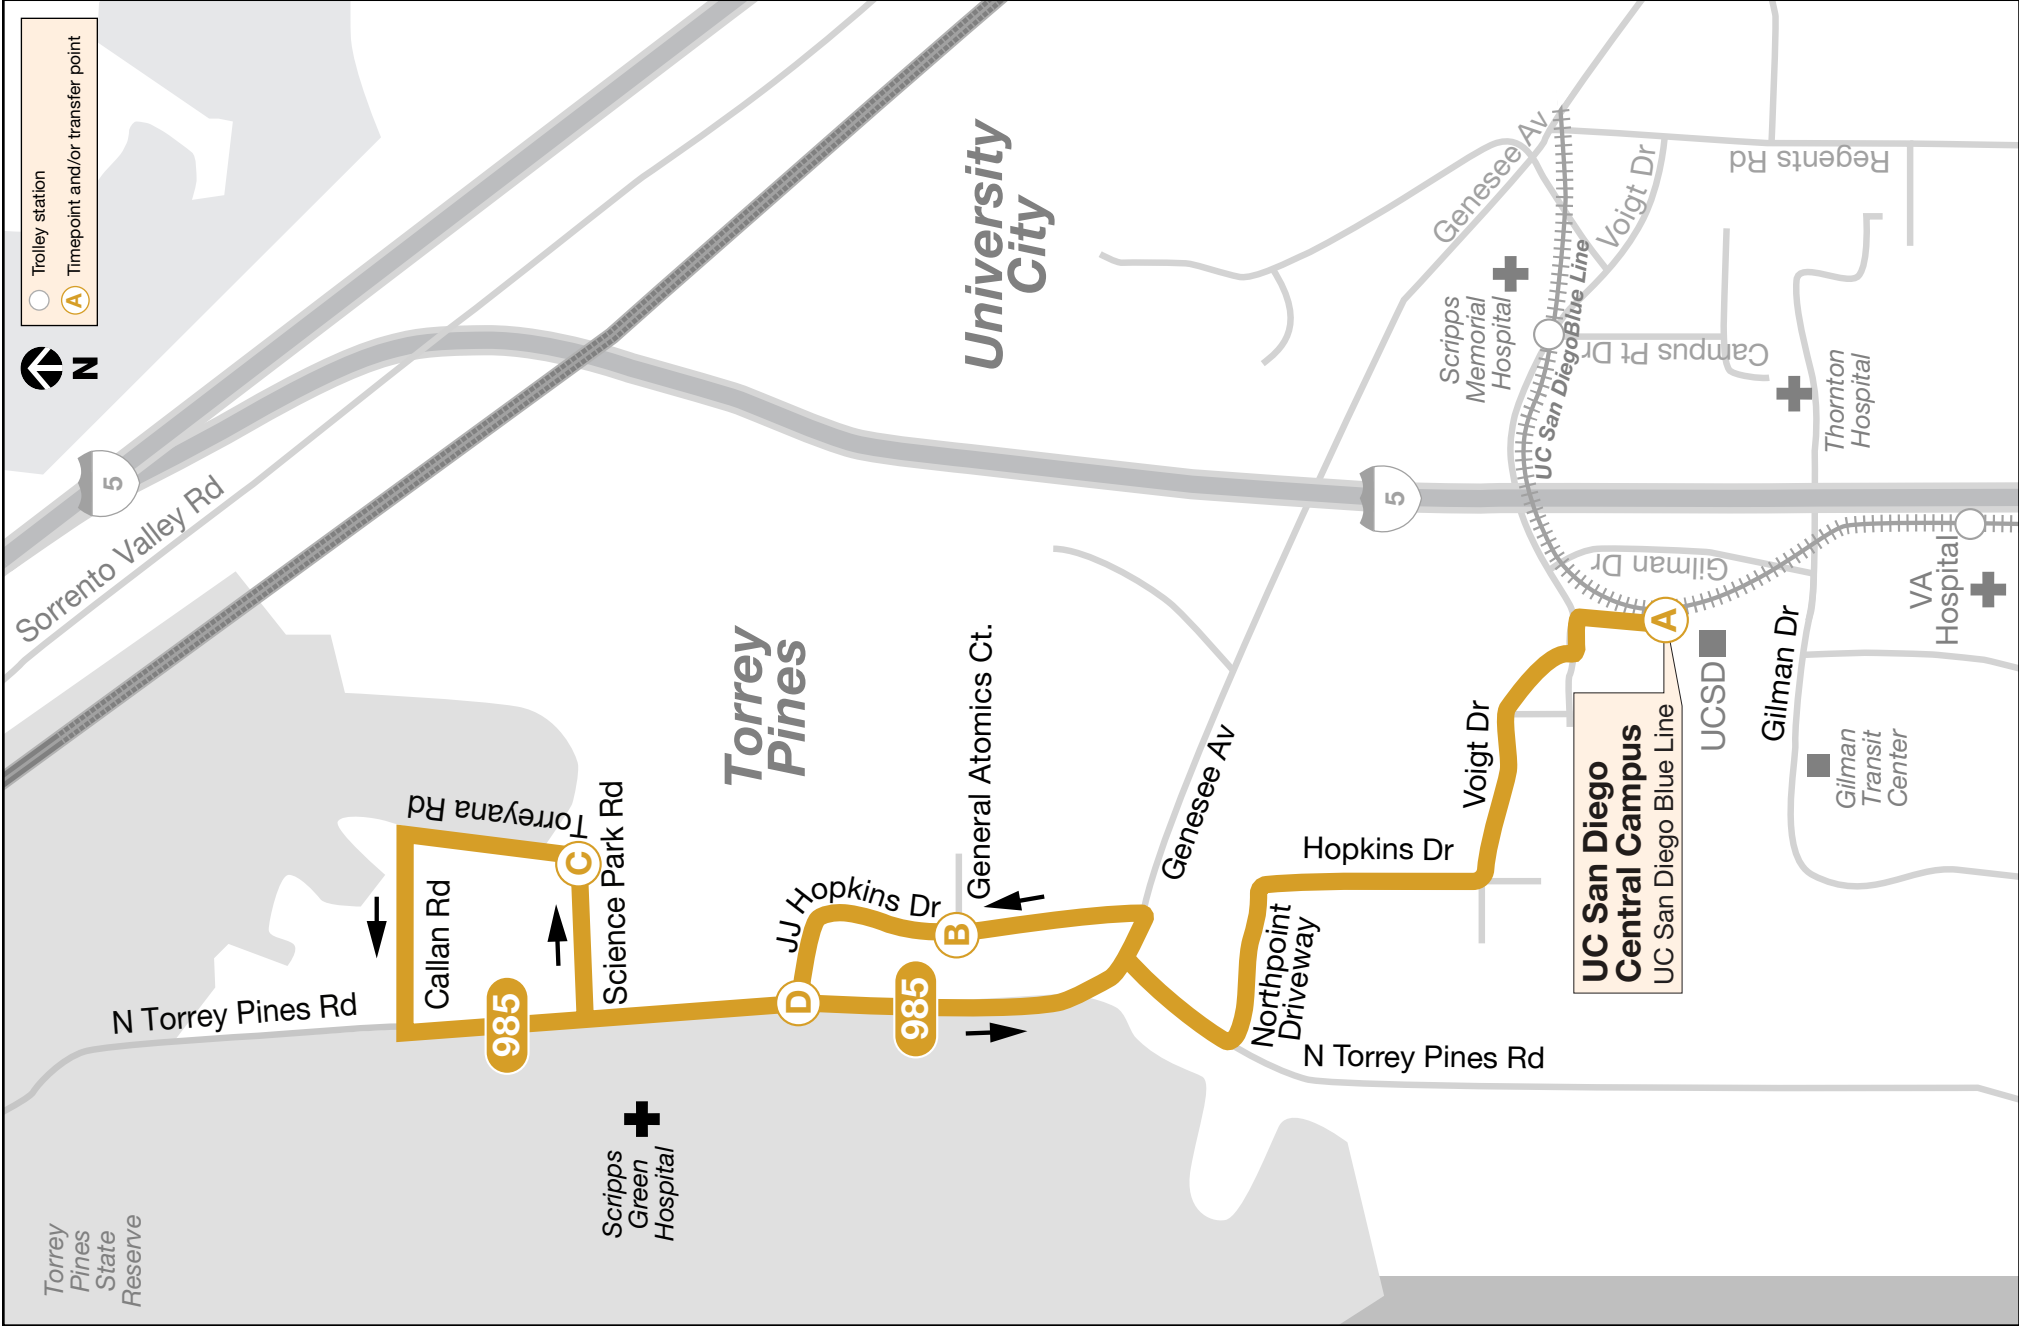 Trolley station
A Timepoint and/or transfer point
N
5
Sorrento Valley Rd
University
City
Genesee Av
Voigt Dr
Regents Rd
Scripps
Memorial
Hospital
UC San Diego Blue Line
Campus Pt Dr
Thornton
Hospital
5
Gilman Dr
VA
Hospital
A
UCSD
Gilman Dr
Gilman
Transit
Center
UC San Diego
Central Campus
UC San Diego Blue Line
Voigt Dr
Hopkins Dr
Northpoint
Driveway
N Torrey Pines Rd
Genesee Av
General Atomics Ct.
Torrey
Pines
B
JJ Hopkins Dr
D
985
Torreyana Rd
C
Science Park Rd
Callan Rd
985
N Torrey Pines Rd
Scripps
Green
Hospital
Torrey
Pines
State
Reserve